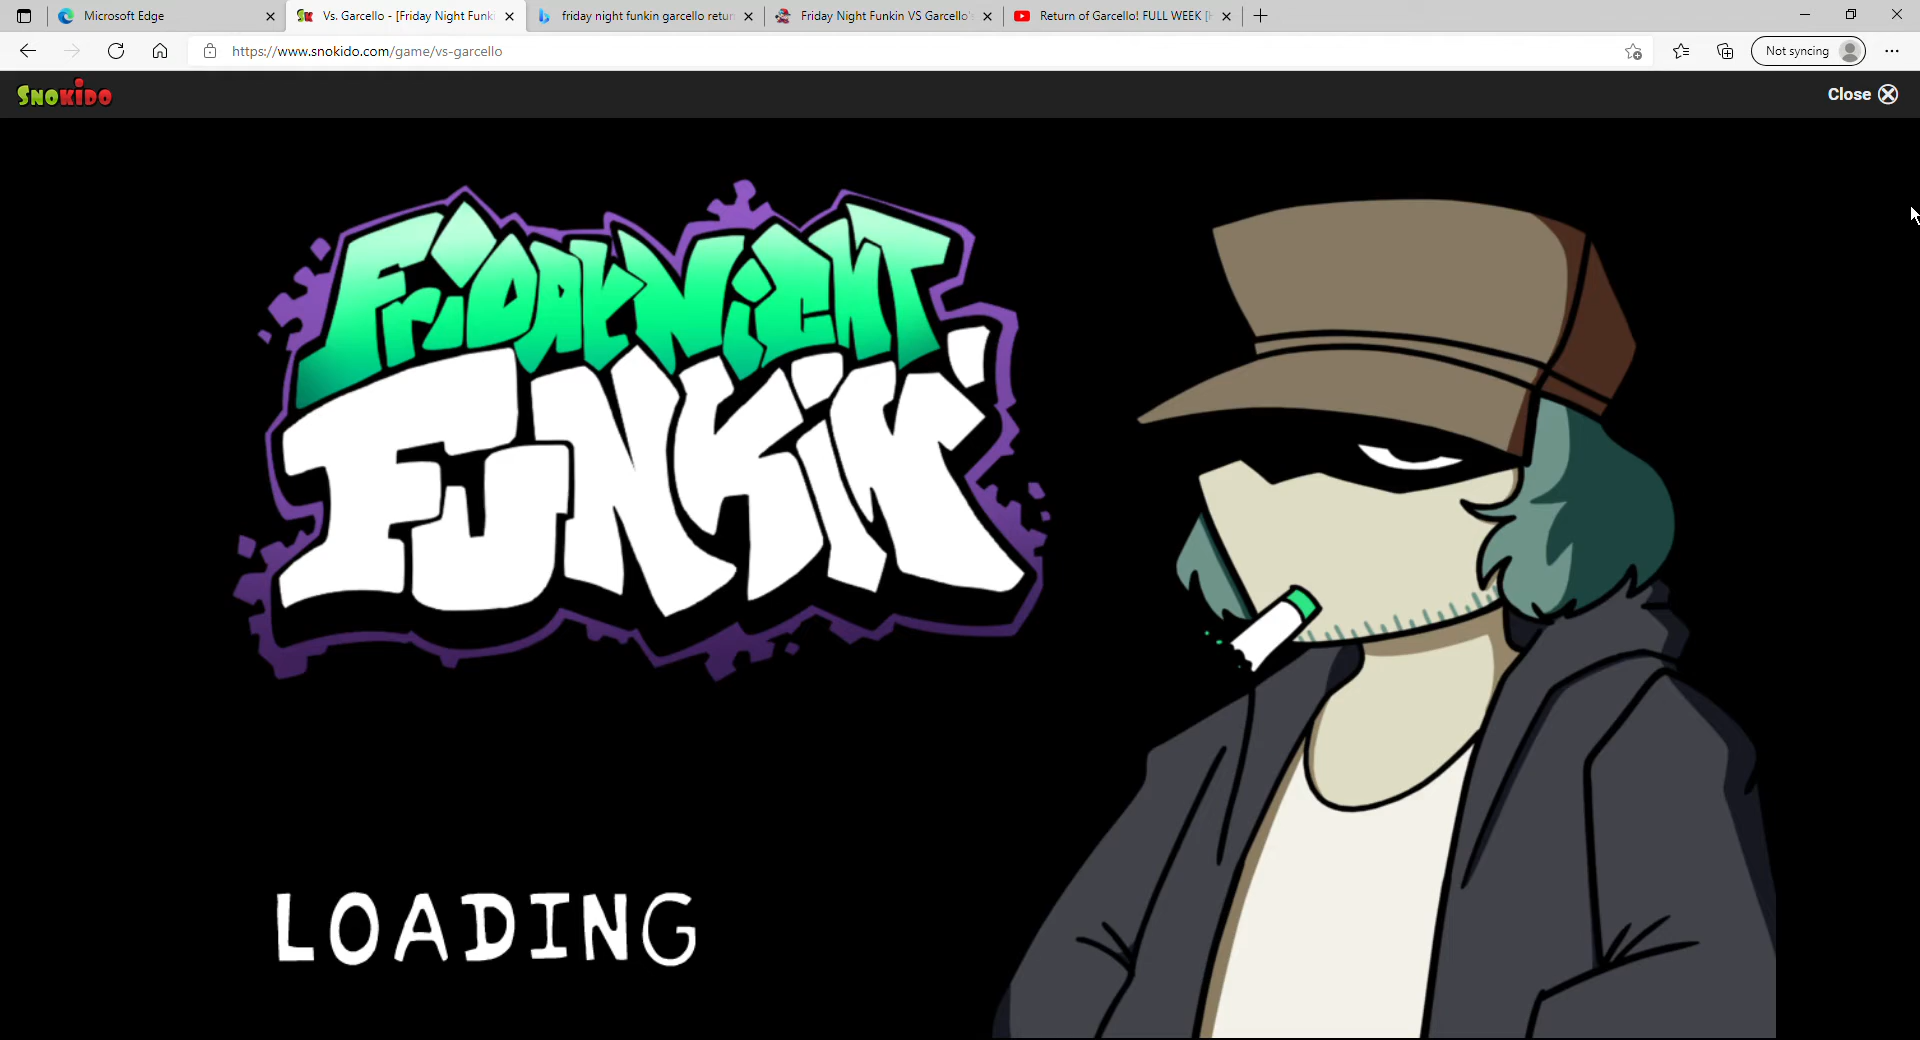 Microsoft Edge
Vs. Garcello - [Friday Night Funki
friday night funkin garcello retur
Friday Night Funkin VS Garcello's
Return of Garcello! FULL WEEK [H
https://www.snokido.com/game/vs-garcello
Not syncing
SNOKIDO
Close
FRIDAY NIGHT
FUNKIN'
LOADING